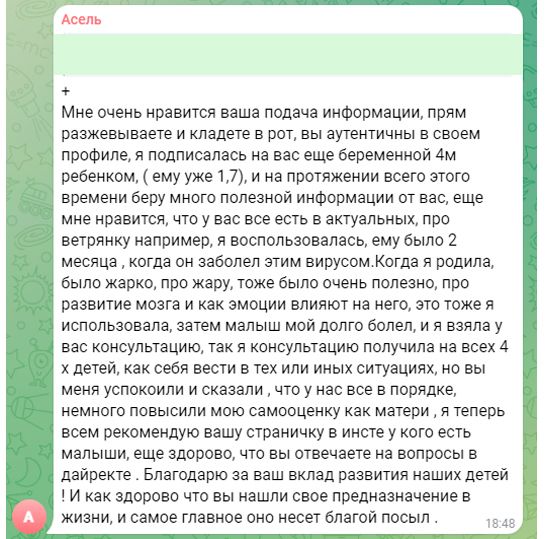 Асель
+
Мне очень нравится ваша подача информации, прям
разжевываете и кладете в рот, вы аутентичны в своем
профиле, я подписалась на вас еще беременной 4м
ребенком, ( ему уже 1,7), и на протяжении всего этого
времени беру много полезной информации от вас, еще
мне нравится, что у вас все есть в актуальных, про
ветрянку например, я воспользовалась, ему было 2
месяца , когда он заболел этим вирусом.Когда я родила,
было жарко, про жару, тоже было очень полезно, про
развитие мозга и как эмоции влияют на него, это тоже я
использовала, затем малыш мой долго болел, и я взяла у
вас консультацию, так я консультацию получила на всех 4
х детей, как себя вести в тех или иных ситуациях, но вы
меня успокоили и сказали , что у нас все в порядке,
немного повысили мою самооценку как матери , я теперь
всем рекомендую вашу страничку в инсте у кого есть
малыши, еще здорово, что вы отвечаете на вопросы в
дайректе . Благодарю за ваш вклад развития наших детей
! И как здорово что вы нашли свое предназначение в
жизни, и самое главное оно несет благой посыл .
18:48
А